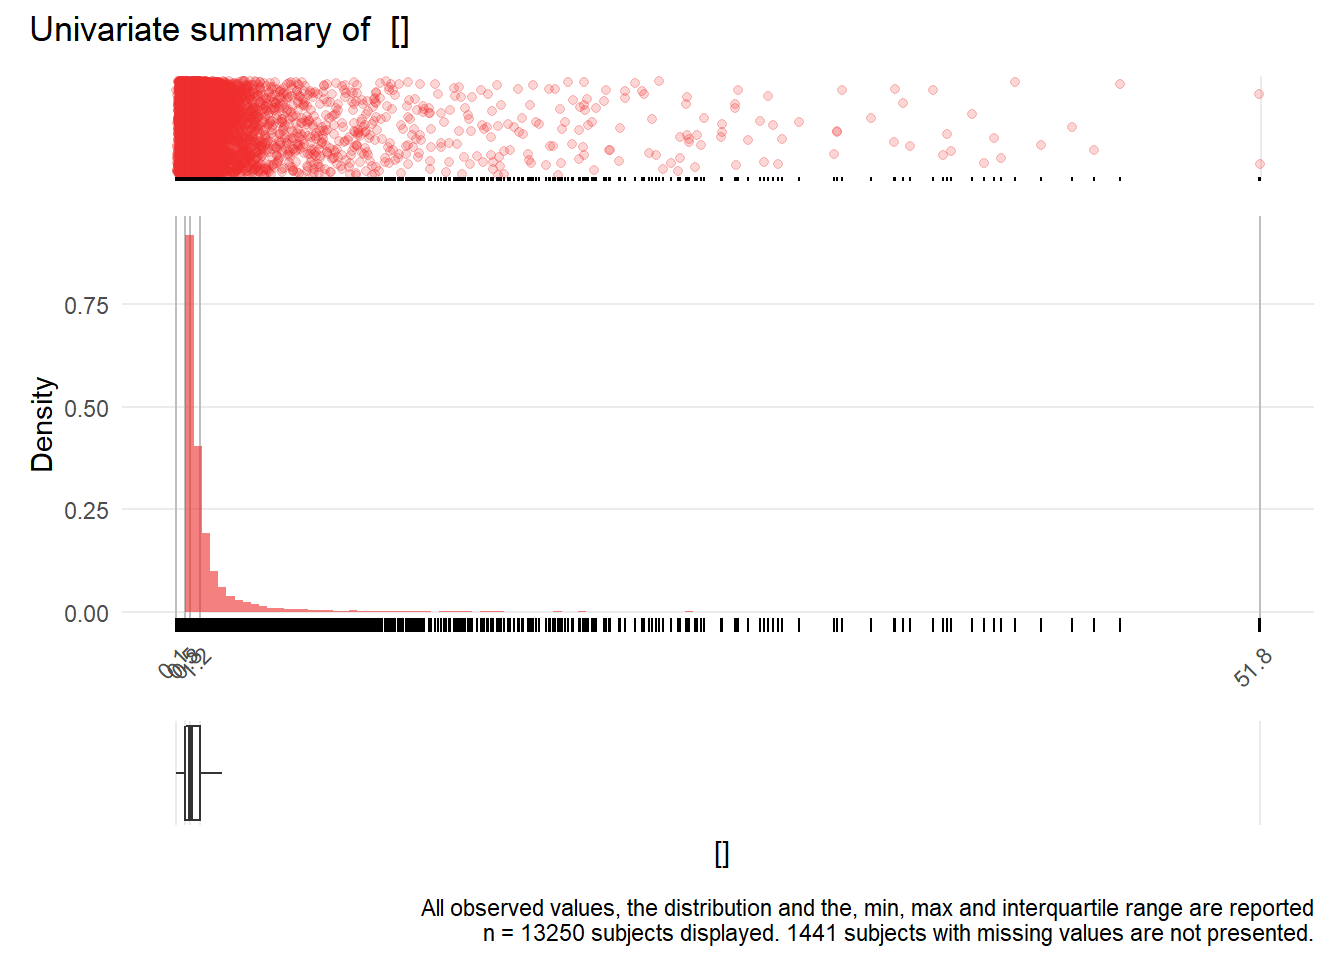 Univariate summary of  []
Density
0.75
0.50
0.25
0.00
1.2
51.8
[]
All observed values, the distribution and the, min, max and interquartile range are reported
n = 13250 subjects displayed. 1441 subjects with missing values are not presented.